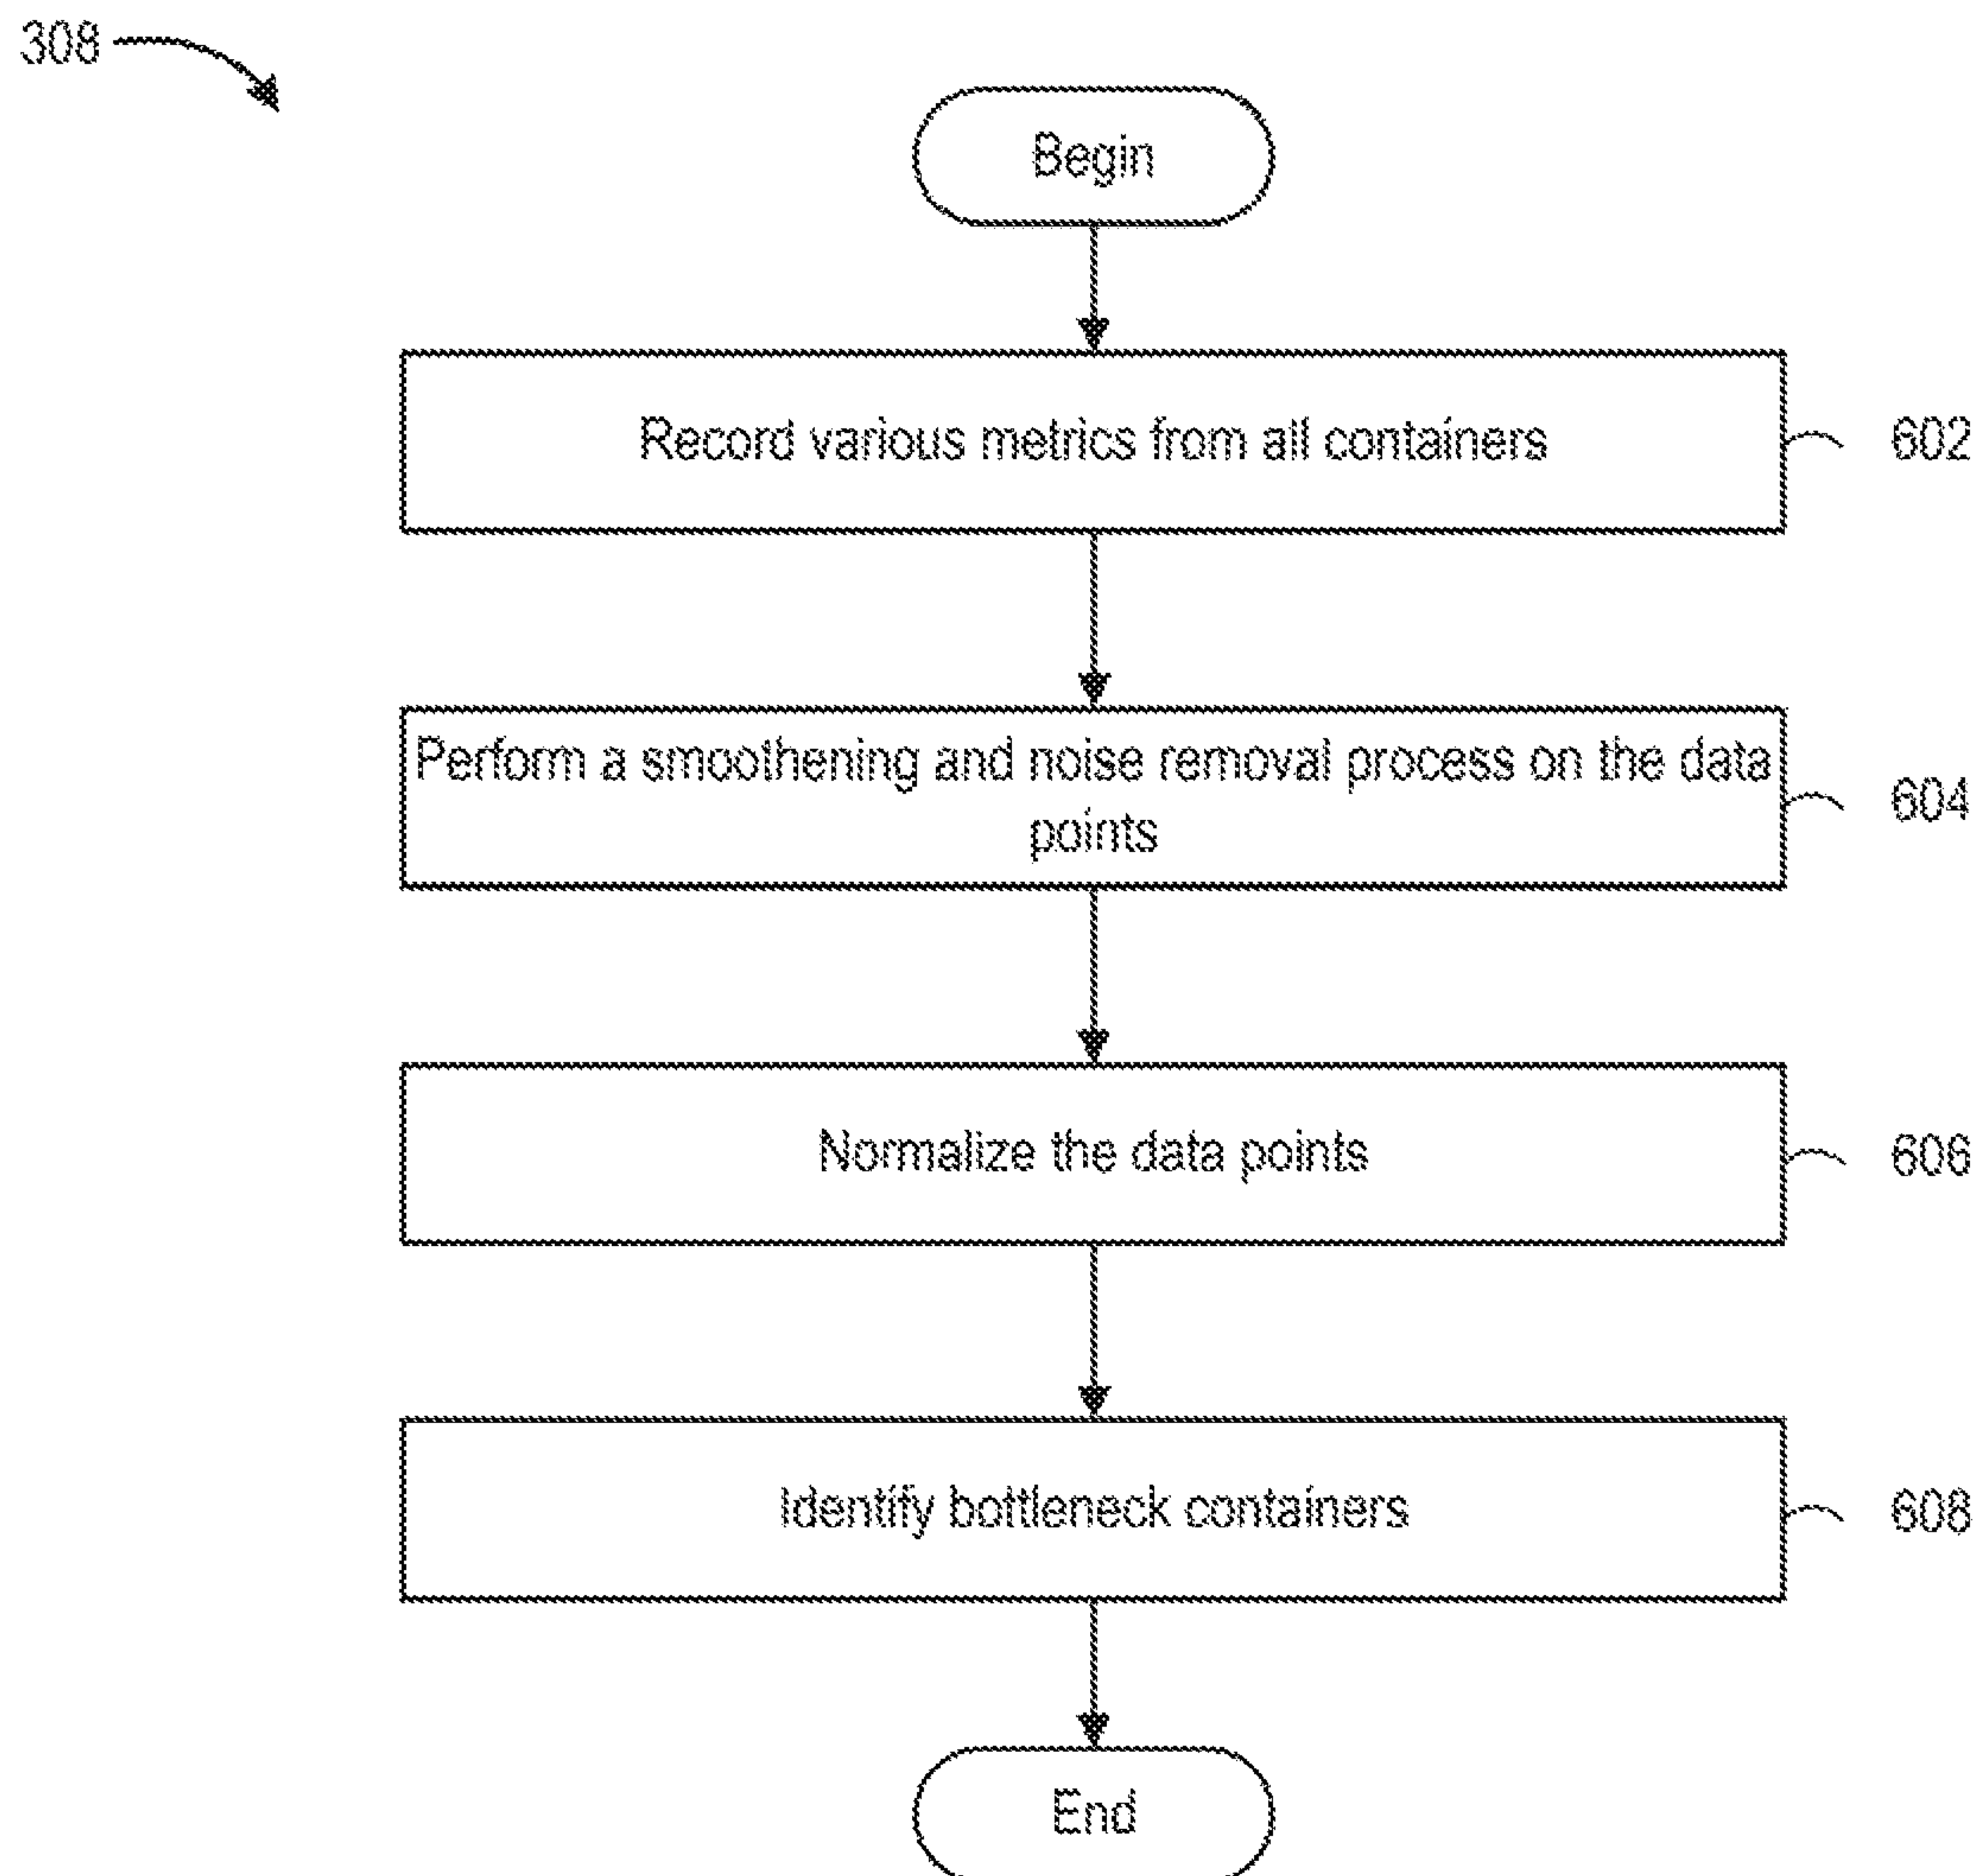 308
Begin
Record various metrics from all containers
602
Perform a smoothening and noise removal process on the data
points
604
Normalize the data points
606
Identify bottleneck containers
608
End